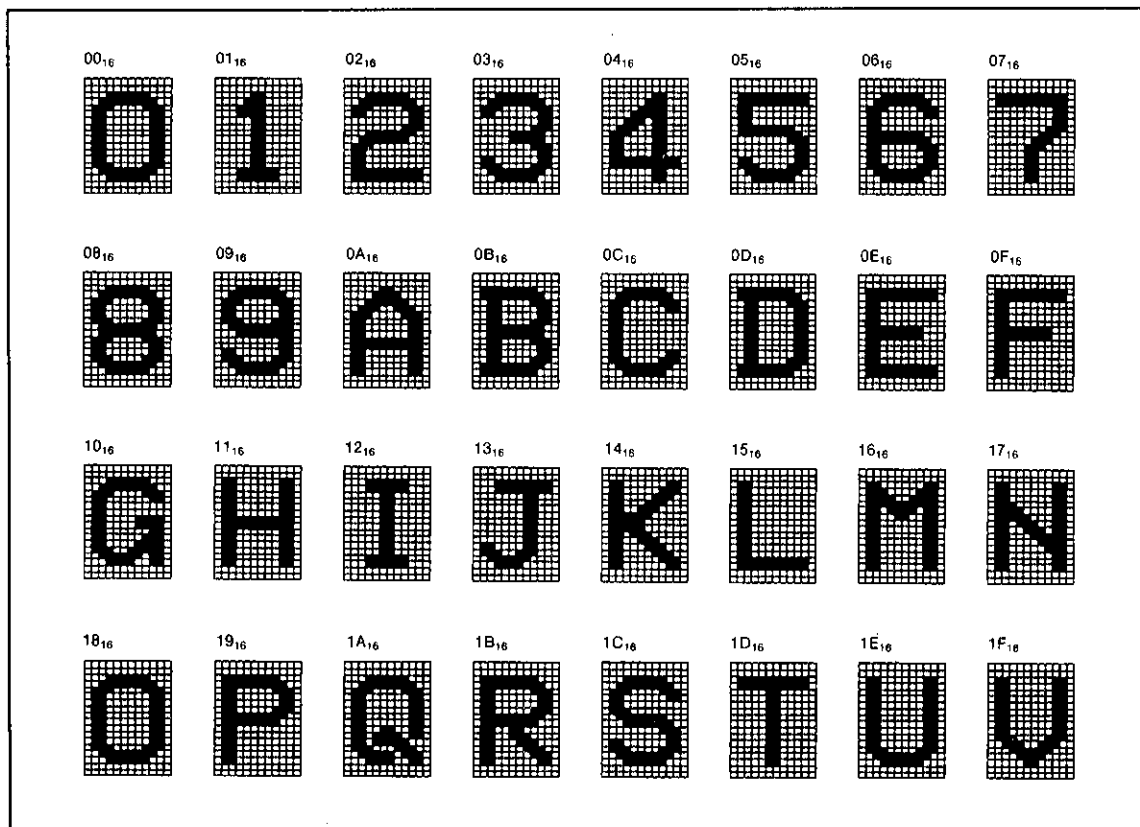 00₁₆ 01₁₆ 02₁₆ 03₁₆ 04₁₆ 05₁₆ 06₁₆ 07₁₆
0 1 2 3 4 5 6 7
08₁₆ 09₁₆ 0A₁₆ 0B₁₆ 0C₁₆ 0D₁₆ 0E₁₆ 0F₁₆
8 9 A B C D E F
10₁₆ 11₁₆ 12₁₆ 13₁₆ 14₁₆ 15₁₆ 16₁₆ 17₁₆
G H I J K L M N
18₁₆ 19₁₆ 1A₁₆ 1B₁₆ 1C₁₆ 1D₁₆ 1E₁₆ 1F₁₆
O P Q R S T U V